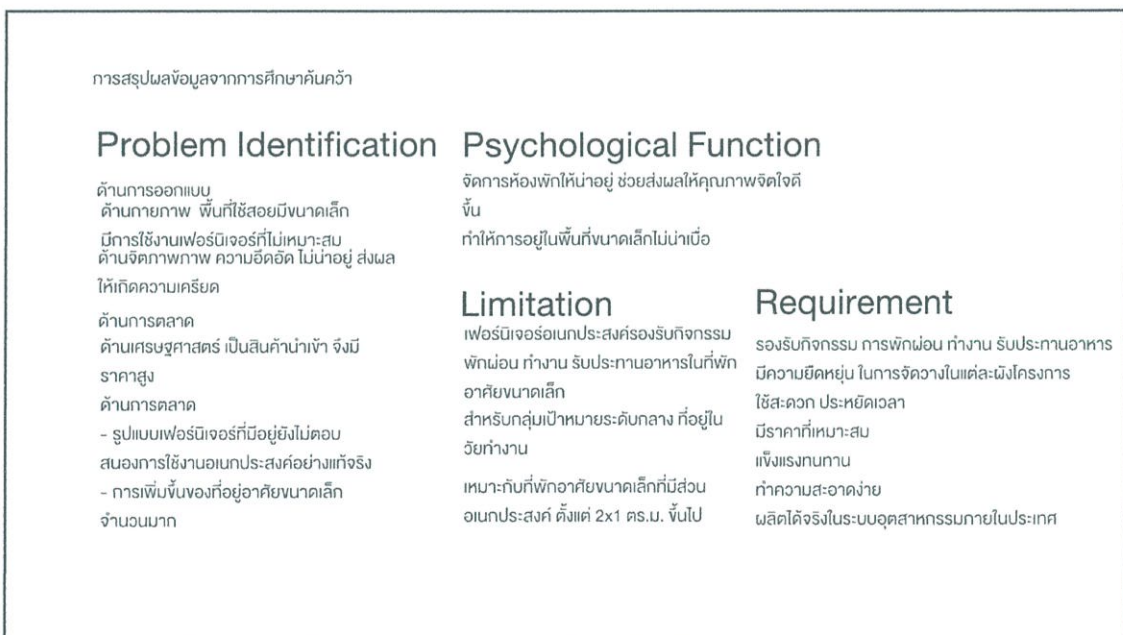 การสรุปผลข้อมูลจากการศึกษาค้นคว้า
Problem Identification
ด้านการออกแบบ
ด้านกายภาพ พื้นที่ใช้สอยมีขนาดเล็ก
มีการใช้งานเฟอร์นิเจอร์ที่ไม่เหมาะสม
ด้านจิตภาพภาพ ความอึดอัด ไม่น่าอยู่ ส่งผล
ให้เกิดความเครียด
ด้านการตลาด
ด้านเศรษฐศาสตร์ เป็นสินค้านำเข้า จึงมี
ราคาสูง
ด้านการตลาด
- รูปแบบเฟอร์นิเจอร์ที่มีอยู่ยังไม่ตอบ
สนองการใช้งานอเนกประสงค์อย่างแท้จริง
- การเพิ่มขึ้นของที่อยู่อาศัยขนาดเล็ก
จำนวนมาก
Psychological Function
จัดการห้องพักให้น่าอยู่ ช่วยส่งผลให้คุณภาพจิตใจดี
ขึ้น
ทำให้การอยู่ในพื้นที่ขนาดเล็กไม่น่าเบื่อ
Limitation
เฟอร์นิเจอร์อเนกประสงค์รองรับกิจกรรม
พักผ่อน ทำงาน รับประทานอาหารในที่พัก
อาศัยขนาดเล็ก
สำหรับกลุ่มเป้าหมายระดับกลาง ที่อยู่ใน
วัยทำงาน
เหมาะกับที่พักอาศัยขนาดเล็กที่มีส่วน
อเนกประสงค์ ตั้งแต่ 2x1 ตร.ม. ขึ้นไป
Requirement
รองรับกิจกรรม การพักผ่อน ทำงาน รับประทานอาหาร
มีความยืดหยุ่น ในการจัดวางในแต่ละผังโครงการ
ใช้สะดวก ประหยัดเวลา
มีราคาที่เหมาะสม
แข็งแรงทนทาน
ทำความสะอาดง่าย
ผลิตได้จริงในระบบอุตสาหกรรมภายในประเทศ